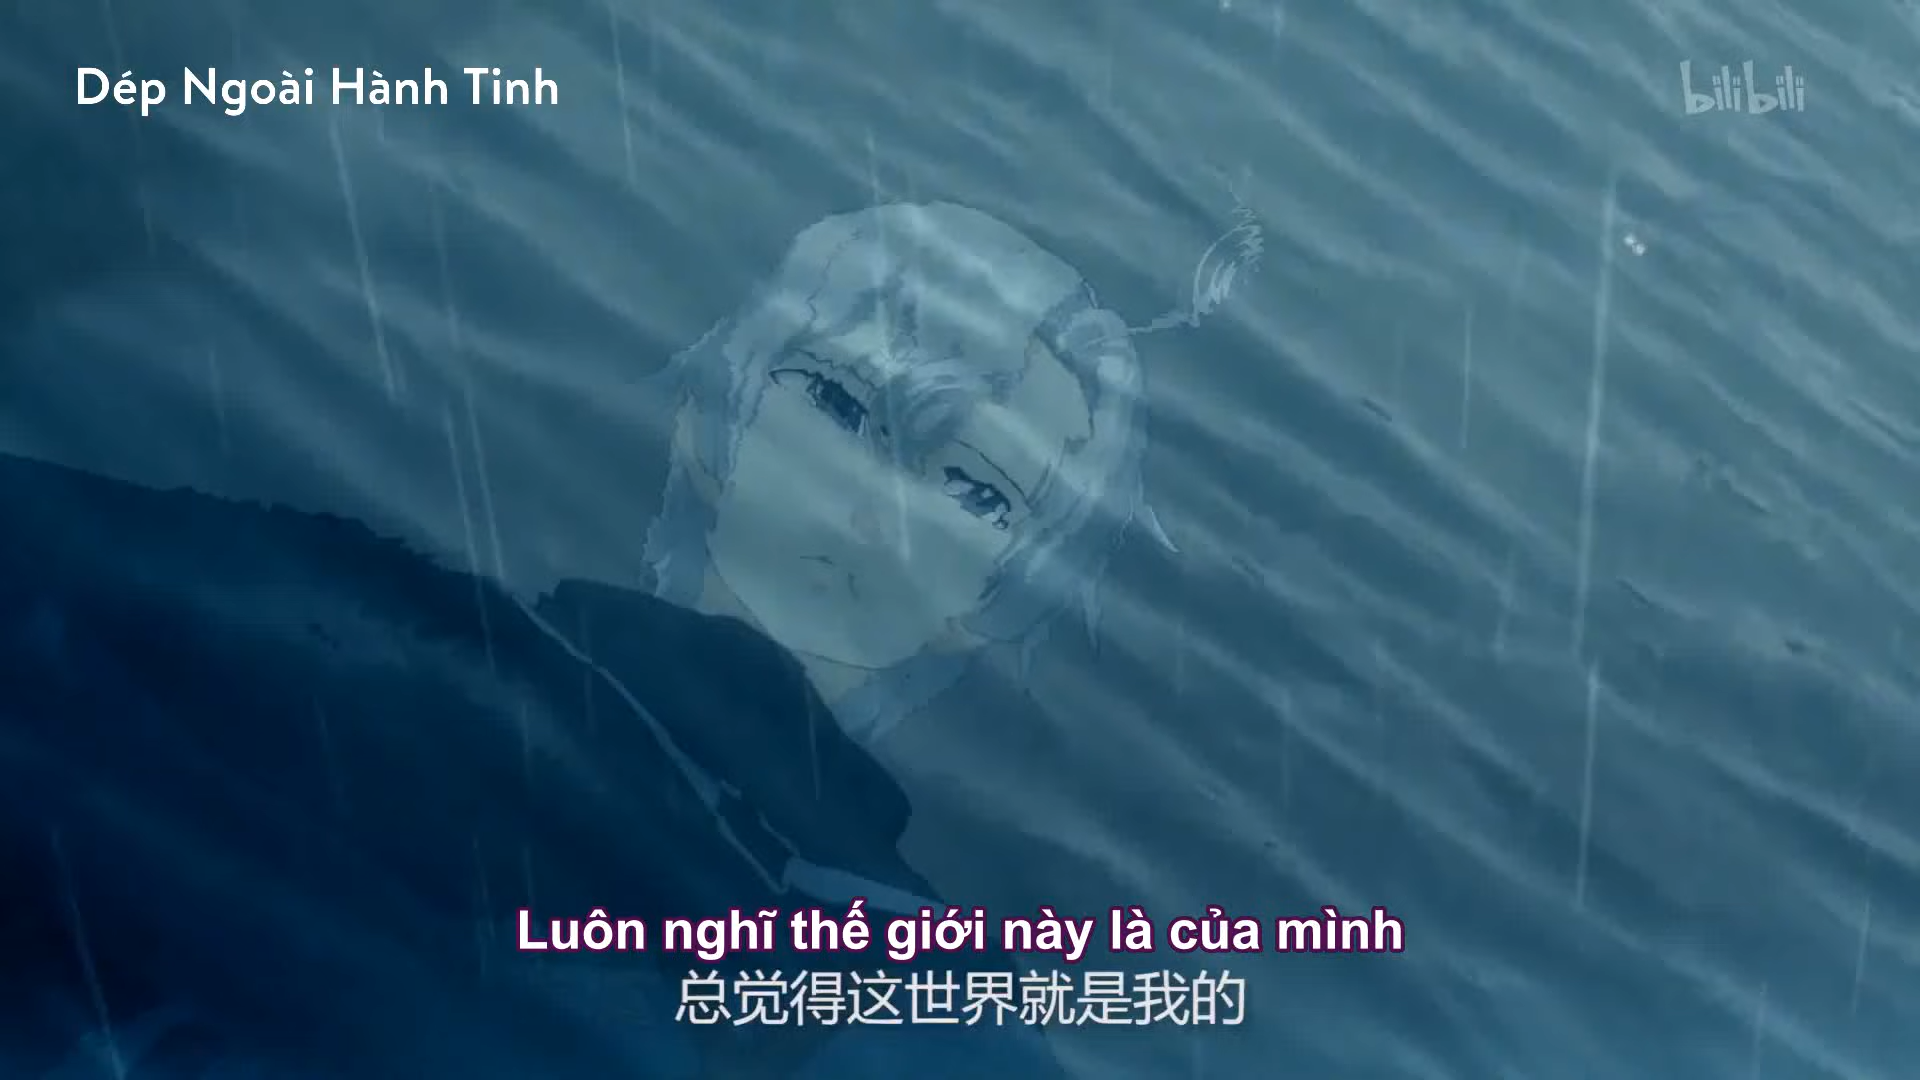 Dép Ngoài Hành Tinh
bilibili
Luôn nghĩ thế giới này là của mình
总觉得这世界就是我的